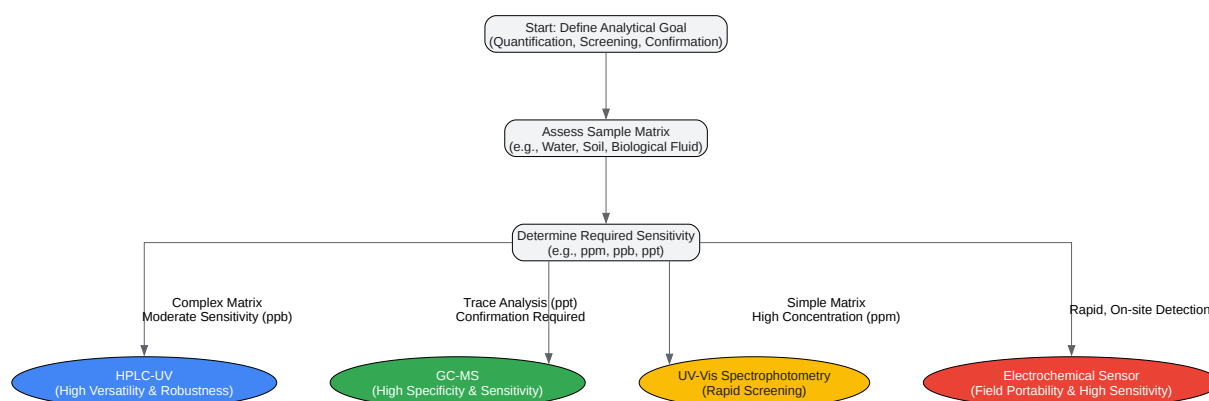 Start: Define Analytical Goal
(Quantification, Screening, Confirmation)
Assess Sample Matrix
(e.g., Water, Soil, Biological Fluid)
Determine Required Sensitivity
(e.g., ppm, ppb, ppt)
Complex Matrix
Moderate Sensitivity (ppb)
Trace Analysis (ppt)
Confirmation Required
Simple Matrix
High Concentration (ppm)
Rapid, On-site Detection
HPLC-UV
(High Versatility & Robustness)
GC-MS
(High Specificity & Sensitivity)
UV-Vis Spectrophotometry
(Rapid Screening)
Electrochemical Sensor
(Field Portability & High Sensitivity)